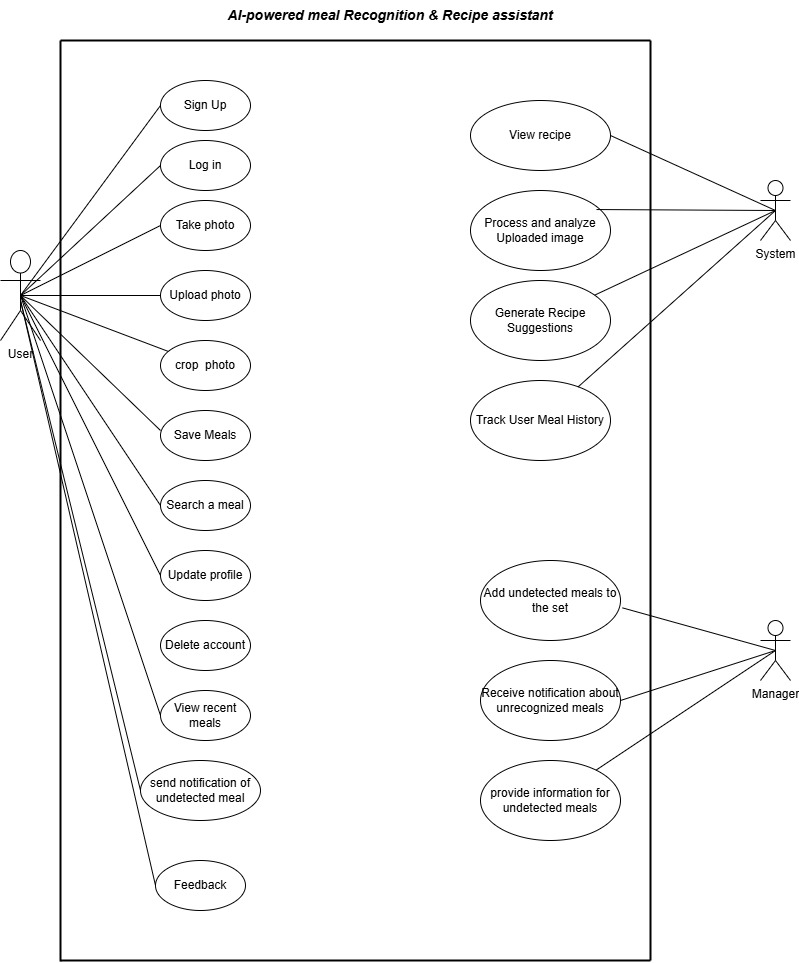 AI-powered meal Recognition & Recipe assistant
Sign Up
Log in
Take photo
Upload photo
crop photo
Save Meals
Search a meal
Update profile
Delete account
View recent
meals
send notification of
undetected meal
Feedback
User
View recipe
Process and analyze
Uploaded image
Generate Recipe
Suggestions
Track User Meal History
System
Add undetected meals to
the set
Receive notification about
unrecognized meals
provide information for
undetected meals
Manager